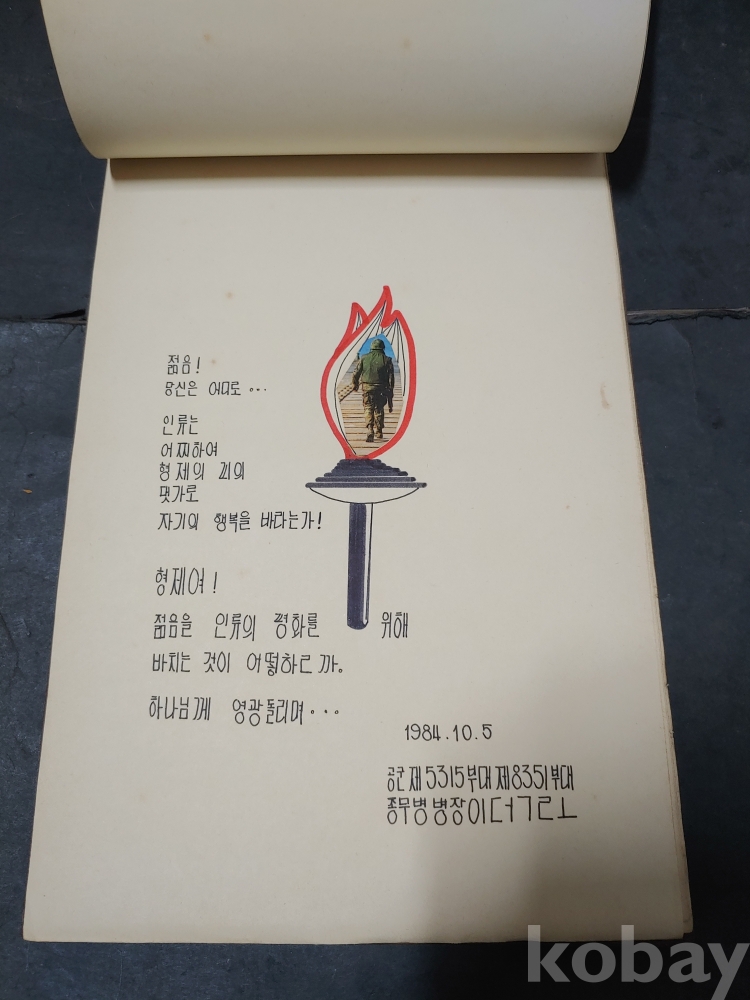 젊음!
당신은 어디로...
인류는
어찌하여
형제의 피의
댓가로
자기의 행복을 바라는가!
형제여!
젊음을 인류의 평화를 위해
바치는 것이 어떻하ㄹ까.
하나님께 영광돌리며...
1984.10.5
공군 제5315부대 제8351부대
종무병 병장 이ㄷㅓㄱㄹㅗ
kobay